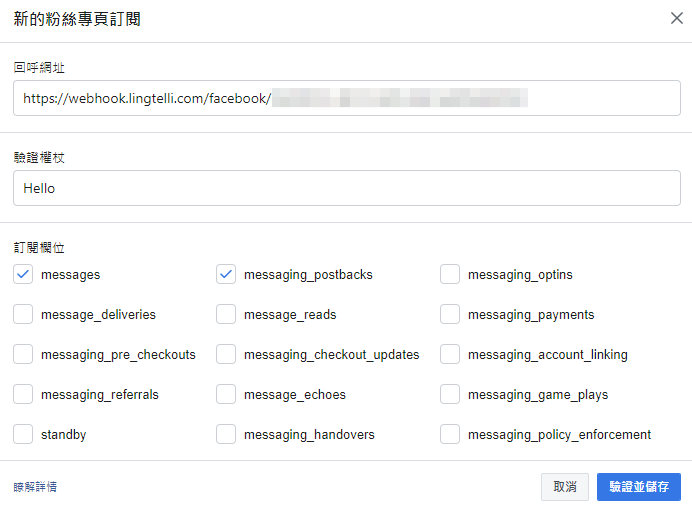 新的粉絲專頁訂閱
回呼網址
https://webhook.lingtelli.com/facebook/
驗證權杖
Hello
訂閱欄位
messages messaging_postbacks messaging_optins
message_deliveries message_reads messaging_payments
messaging_pre_checkouts messaging_checkout_updates messaging_account_linking
messaging_referrals message_echoes messaging_game_plays
standby messaging_handovers messaging_policy_enforcement
瞭解詳情 取消 驗證並儲存